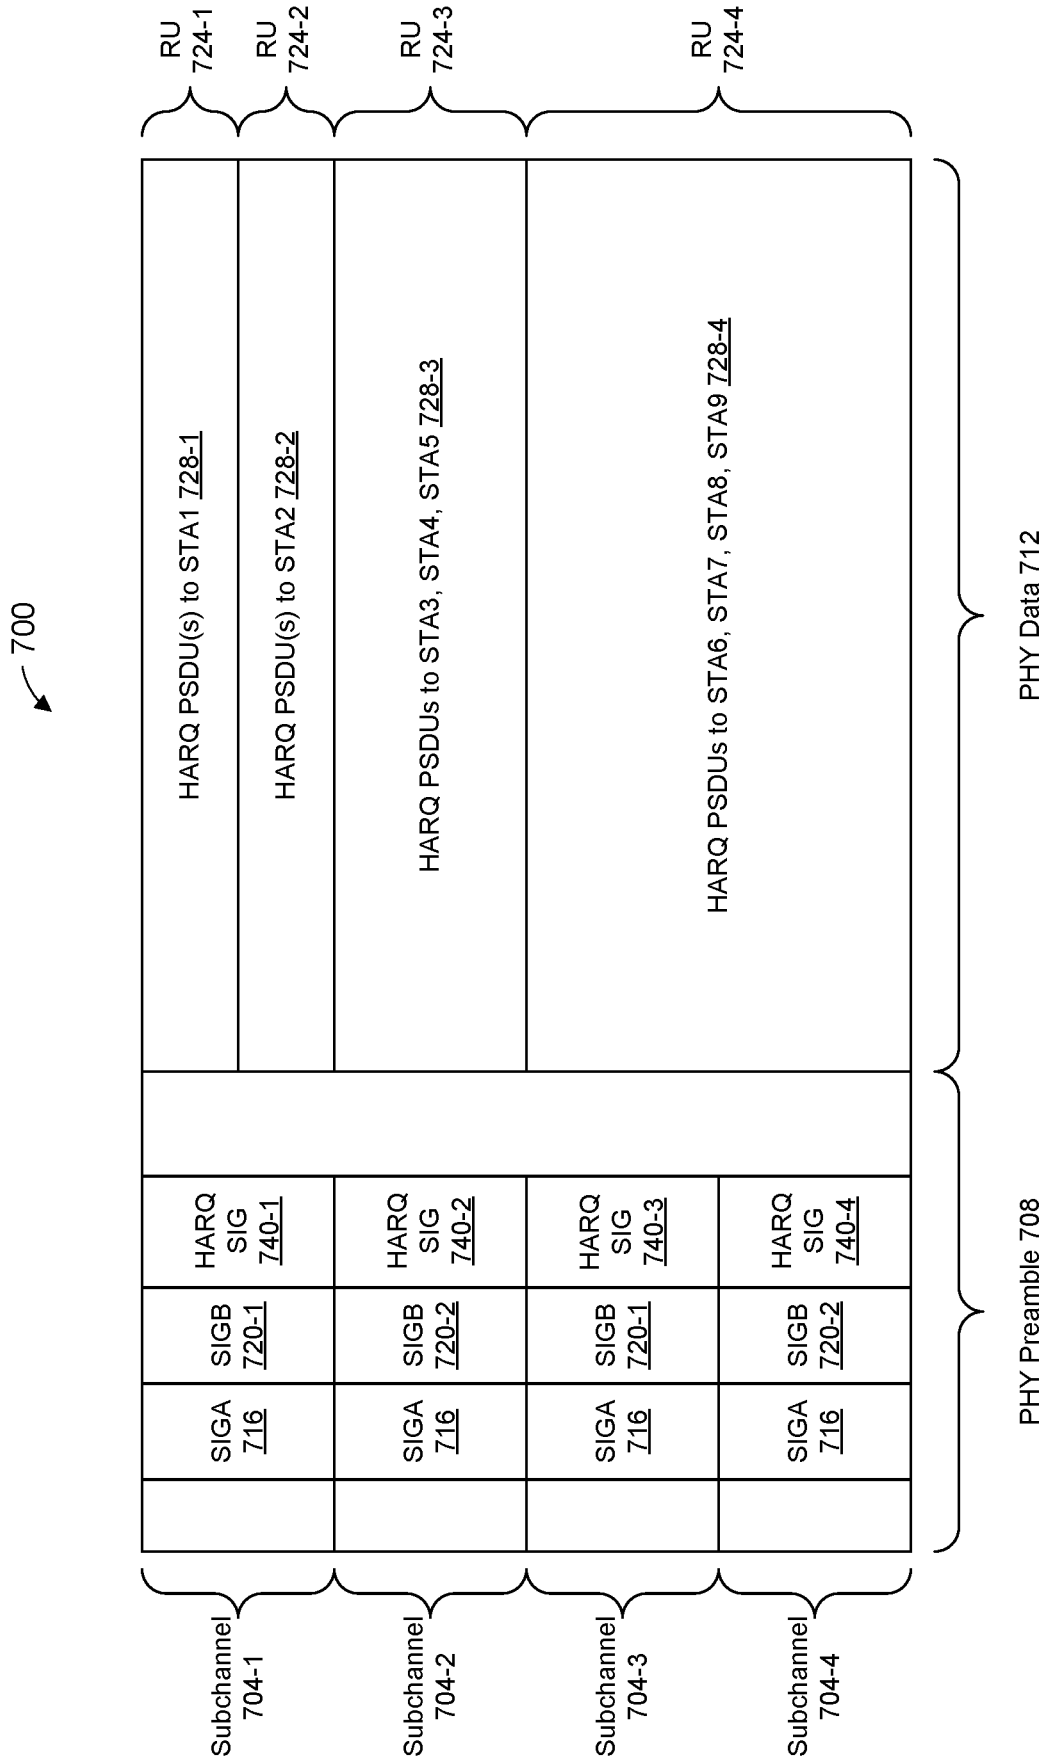 700
Subchannel
704-1
Subchannel
704-2
Subchannel
704-3
Subchannel
704-4
SIGA
716
SIGB
720-1
HARQ
SIG
740-1
HARQ PSDU(s) to STA1 728-1
HARQ PSDU(s) to STA2 728-2
RU
724-1
RU
724-2
SIGA
716
SIGB
720-2
HARQ
SIG
740-2
HARQ PSDUs to STA3, STA4, STA5 728-3
RU
724-3
SIGA
716
SIGB
720-1
HARQ
SIG
740-3
HARQ PSDUs to STA6, STA7, STA8, STA9 728-4
RU
724-4
SIGA
716
SIGB
720-2
HARQ
SIG
740-4
PHY Preamble 708
PHY Data 712